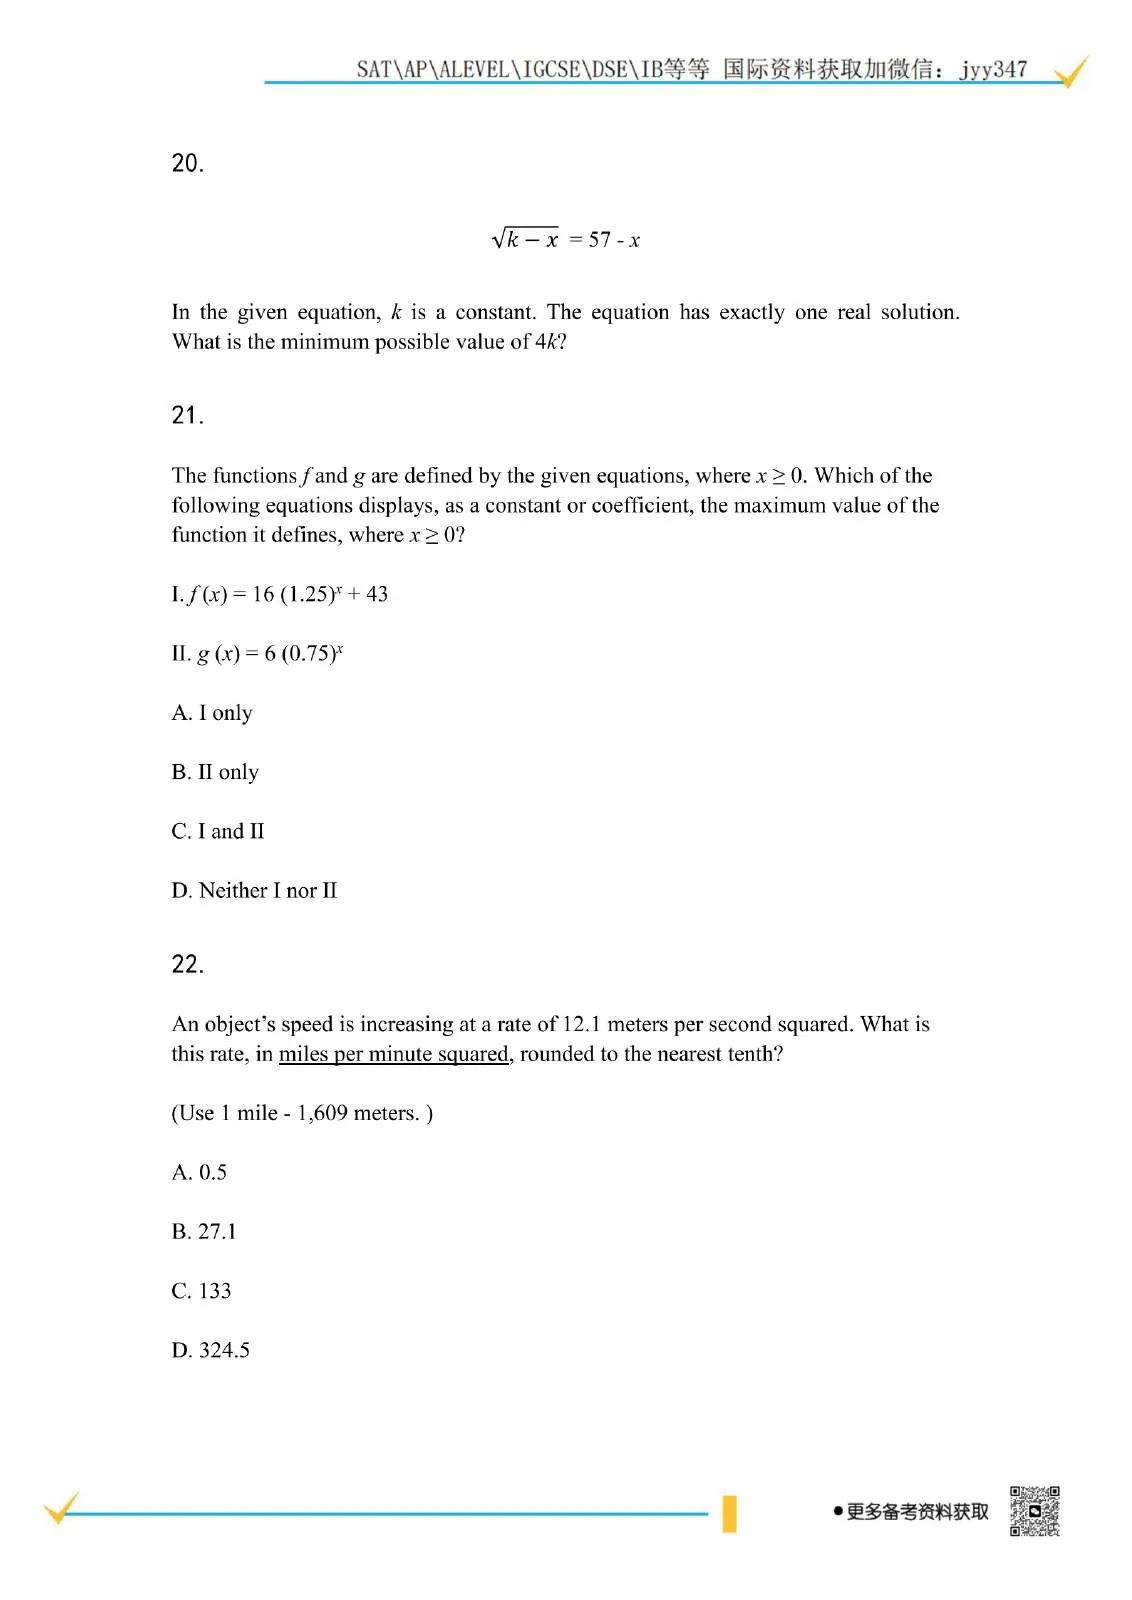 SAT\AP\ALEVEL\IGCSE\DSE\IB等等 国际资料获取加微信：jyy347
20.
√k − x = 57 - x
In the given equation, k is a constant. The equation has exactly one real solution.
What is the minimum possible value of 4k?
21.
The functions f and g are defined by the given equations, where x ≥ 0. Which of the
following equations displays, as a constant or coefficient, the maximum value of the
function it defines, where x ≥ 0?
I. f (x) = 16 (1.25)ˣ + 43
II. g (x) = 6 (0.75)ˣ
A. I only
B. II only
C. I and II
D. Neither I nor II
22.
An object’s speed is increasing at a rate of 12.1 meters per second squared. What is
this rate, in miles per minute squared, rounded to the nearest tenth?
(Use 1 mile - 1,609 meters. )
A. 0.5
B. 27.1
C. 133
D. 324.5
●更多备考资料获取